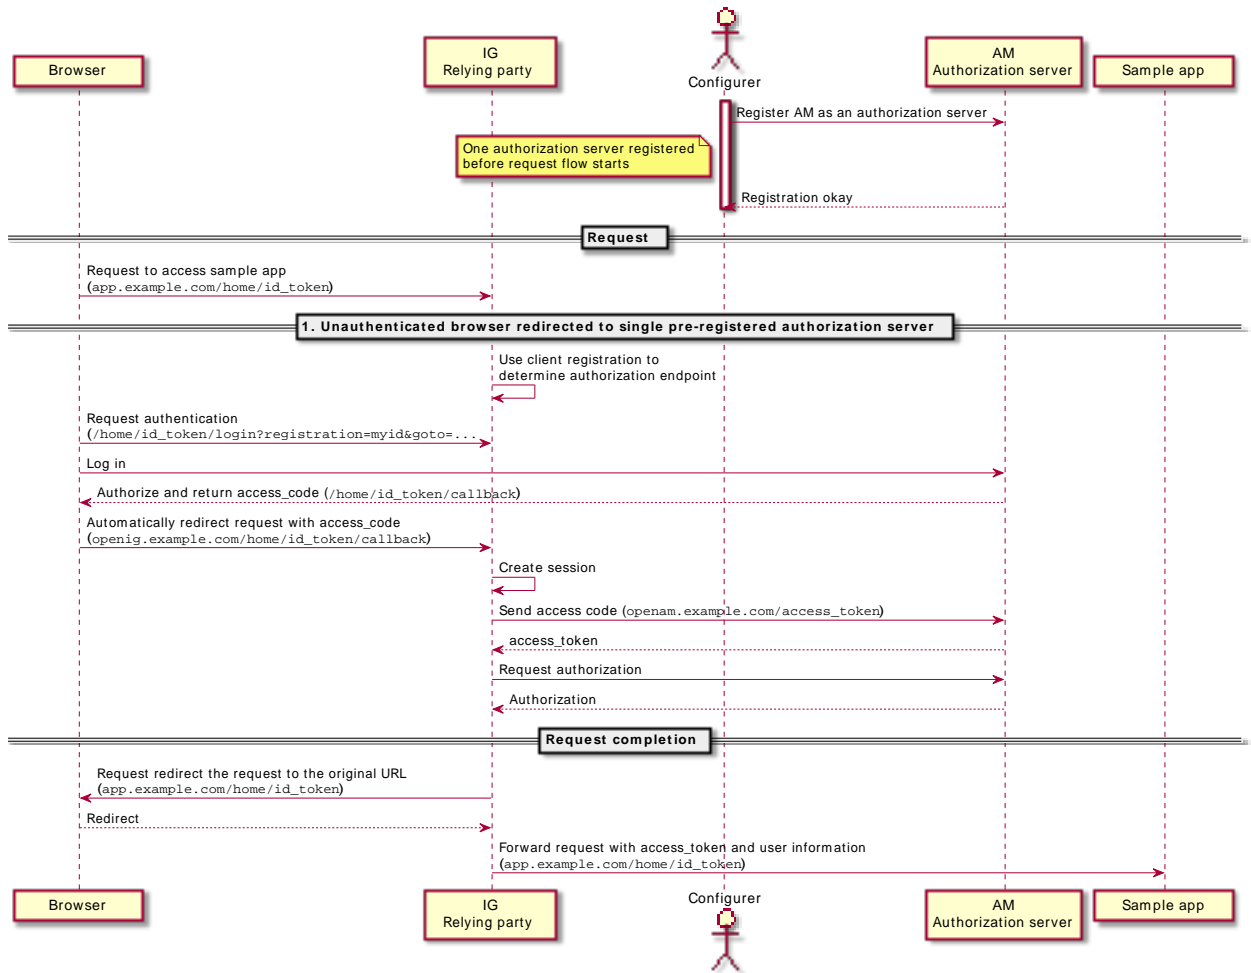 Configurer
Browser
IG
Relying party
AM
Authorization server
Sample app
Register AM as an authorization server
One authorization server registered
before request flow starts
Registration okay
Request
Request to access sample app
(app.example.com/home/id_token)
1. Unauthenticated browser redirected to single pre-registered authorization server
Use client registration to
determine authorization endpoint
Request authentication
(/home/id_token/login?registration=myid&goto=...
Log in
Authorize and return access_code (/home/id_token/callback)
Automatically redirect request with access_code
(openig.example.com/home/id_token/callback)
Create session
Send access code (openam.example.com/access_token)
access_token
Request authorization
Authorization
Request completion
Request redirect the request to the original URL
(app.example.com/home/id_token)
Redirect
Forward request with access_token and user information
(app.example.com/home/id_token)
Browser
IG
Relying party
Configurer
AM
Authorization server
Sample app